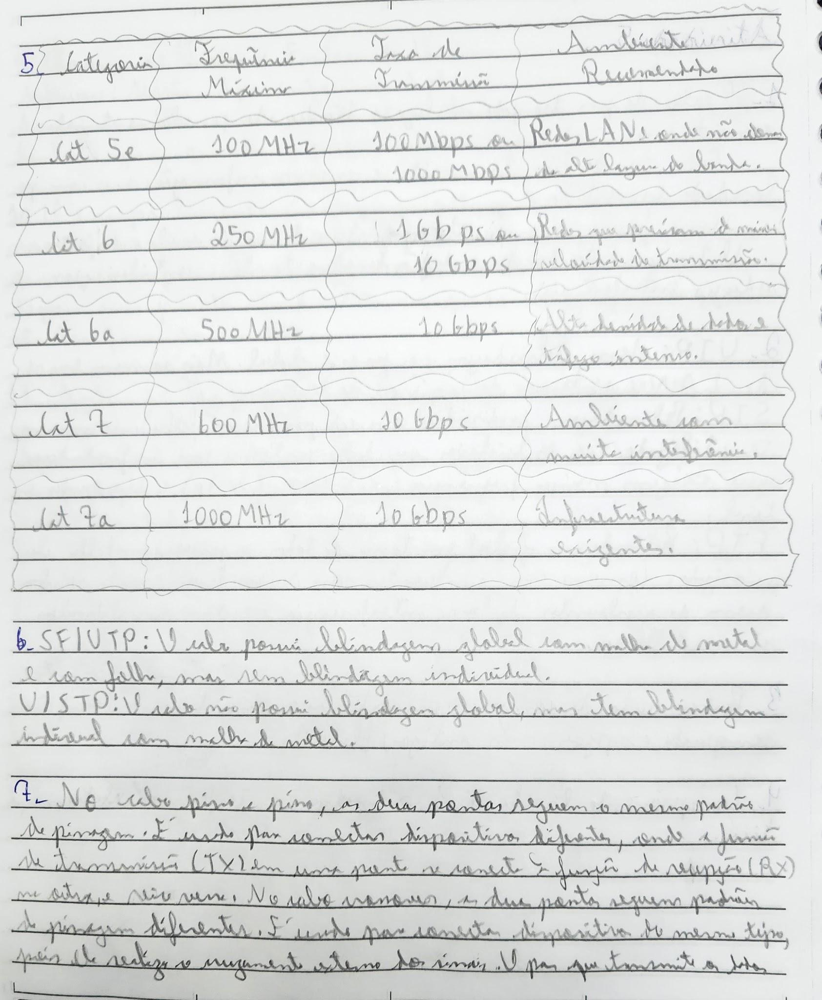 5. Categoria Frequência Máxima Taxa de Transmissão Ambiente Recomendado
Cat 5e 100 MHz 100 Mbps ou 1000 Mbps Redes LANs onde não deman
da alta largura de banda.
Cat 6 250 MHz 1 Gbps ou 10 Gbps Redes que precisam de maior
velocidade de transmissão.
Cat 6a 500 MHz 10 Gbps Alta densidade de dados e
tráfego intenso.
Cat 7 600 MHz 10 Gbps Ambiente com
muita interferência.
Cat 7a 1000 MHz 10 Gbps Infraestrutura
exigentes.
6- SF/UTP: O cabo possui blindagem global com malha de metal
e com folha, mas sem blindagem individual.
U/STP: O cabo não possui blindagem global, mas tem blindagem
individual com malha de metal.
7- No cabo pino a pino, as duas pontas seguem o mesmo padrão
de pinagem. É usado para conectar dispositivos diferentes, onde a função
de transmissão (TX) em uma ponta se conecta à função de recepção (RX)
na outra, e vice versa. No cabo crossover, as duas pontas seguem padrões
de pinagem diferentes. É usado para conectar dispositivos do mesmo tipo,
pois ele realiza o cruzamento externo dos sinais. O par que transmite os dados